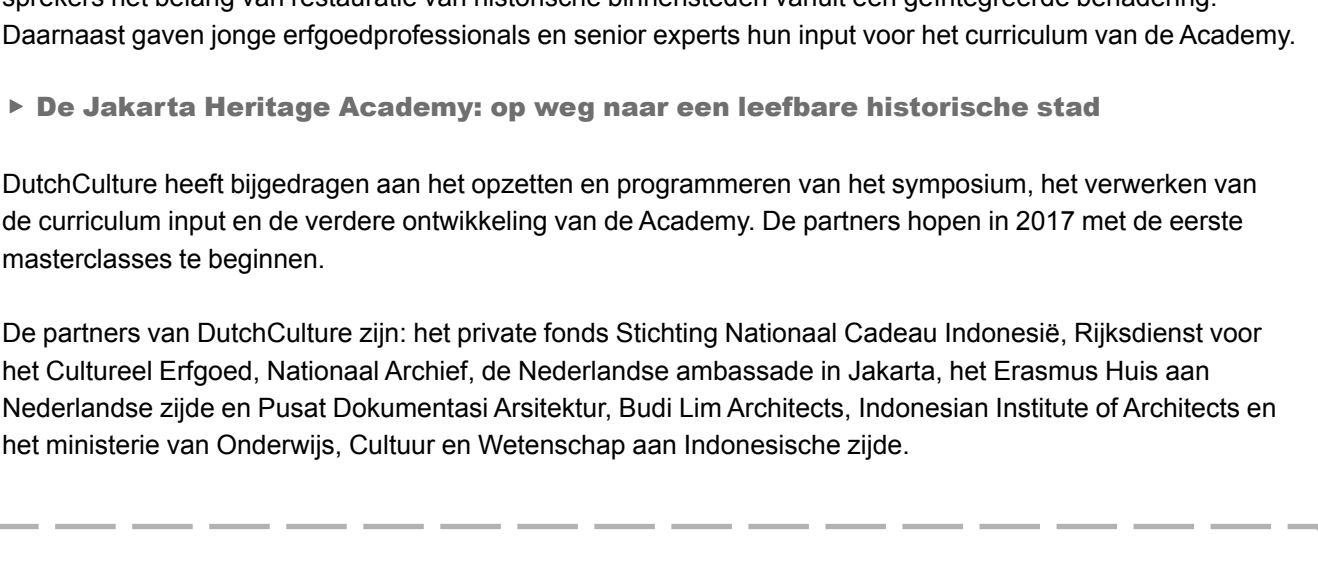 sprekers het belang van restauratie van historische binnensteden vanuit een geïntegreerde benadering.
Daarnaast gaven jonge erfgoedprofessionals en senior experts hun input voor het curriculum van de Academy.
▶ De Jakarta Heritage Academy: op weg naar een leefbare historische stad
DutchCulture heeft bijgedragen aan het opzetten en programmeren van het symposium, het verwerken van
de curriculum input en de verdere ontwikkeling van de Academy. De partners hopen in 2017 met de eerste
masterclasses te beginnen.
De partners van DutchCulture zijn: het private fonds Stichting Nationaal Cadeau Indonesië, Rijksdienst voor
het Cultureel Erfgoed, Nationaal Archief, de Nederlandse ambassade in Jakarta, het Erasmus Huis aan
Nederlandse zijde en Pusat Dokumentasi Arsitektur, Budi Lim Architects, Indonesian Institute of Architects en
het ministerie van Onderwijs, Cultuur en Wetenschap aan Indonesische zijde.